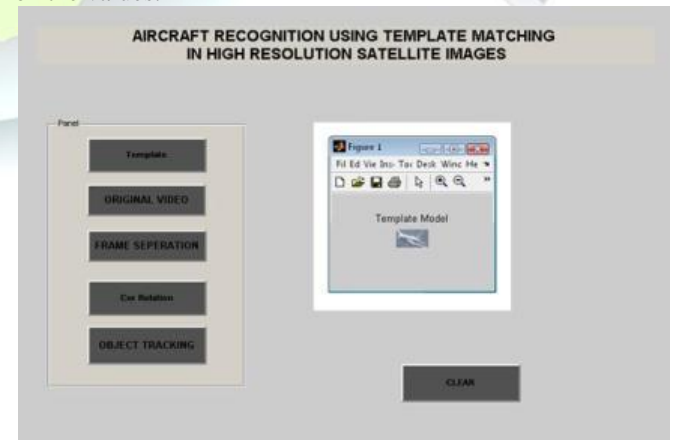 AIRCRAFT RECOGNITION USING TEMPLATE MATCHING
IN HIGH RESOLUTION SATELLITE IMAGES
Panel
Template
ORIGINAL VIDEO
FRAME SEPERATION
Cor Relation
OBJECT TRACKING
Figure 1
Fil Ed Vie Ins Too Desk Winc He
Template Model
CLEAR